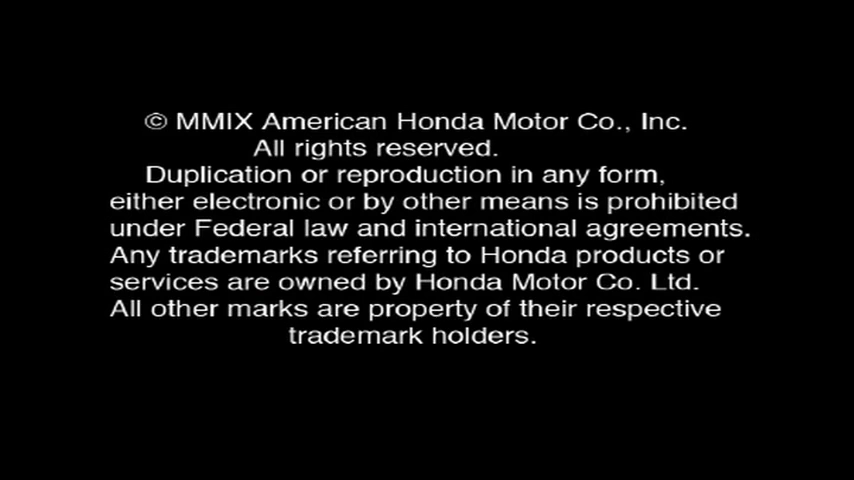 © MMIX American Honda Motor Co., Inc.
All rights reserved.
Duplication or reproduction in any form,
either electronic or by other means is prohibited
under Federal law and international agreements.
Any trademarks referring to Honda products or
services are owned by Honda Motor Co. Ltd.
All other marks are property of their respective
trademark holders.